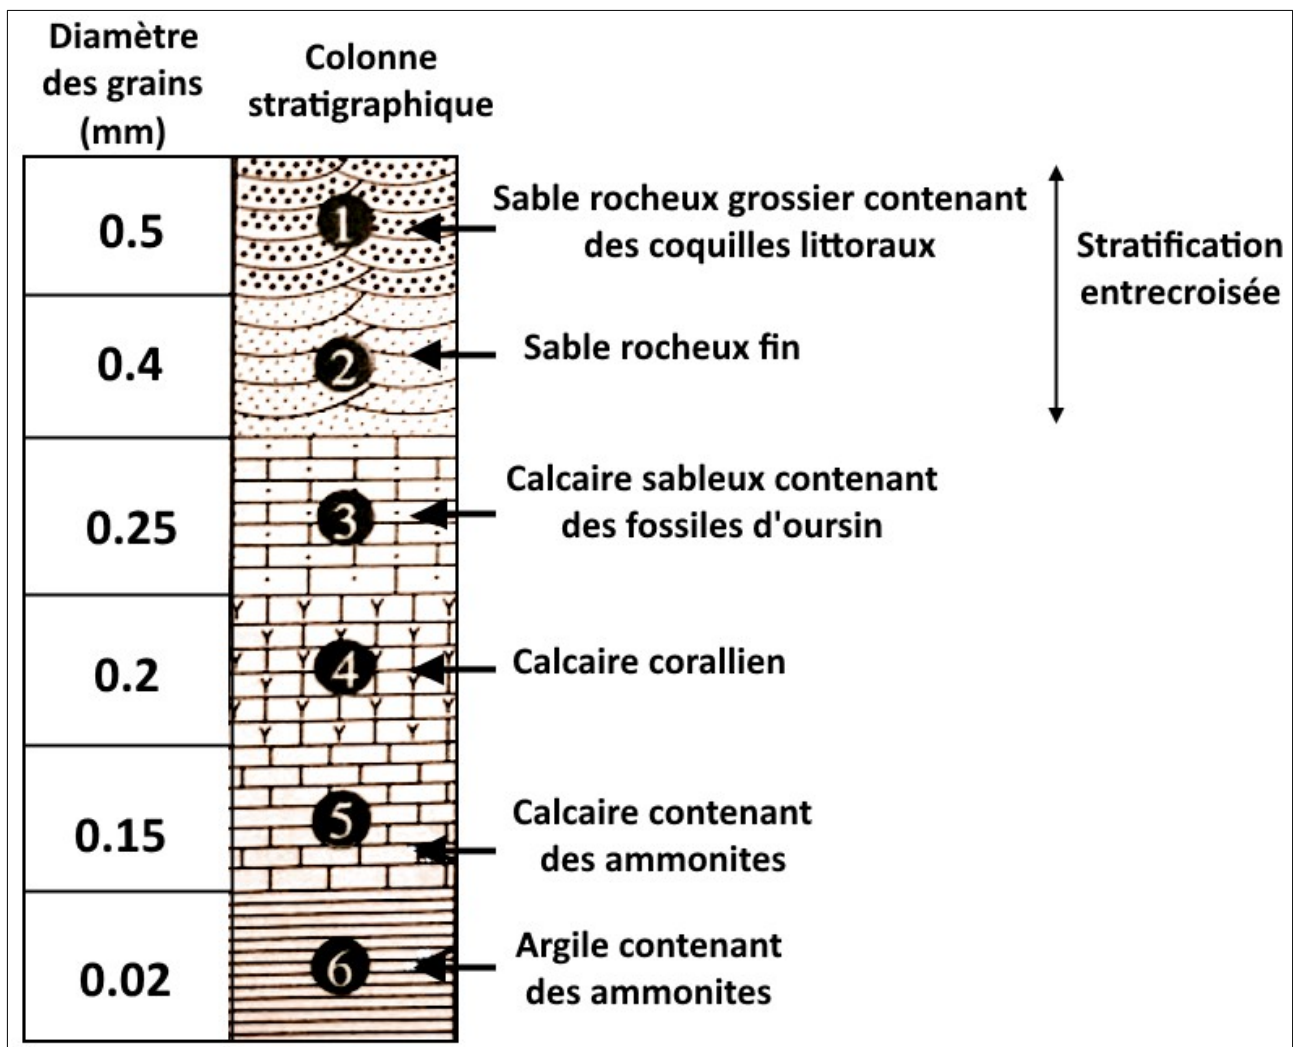 Diamètre
des grains
(mm)
Colonne
stratigraphique
0.5
1
Sable rocheux grossier contenant
des coquilles littoraux
Stratification
entrecroisée
0.4
2
Sable rocheux fin
0.25
3
Calcaire sableux contenant
des fossiles d'oursin
0.2
4
Calcaire corallien
0.15
5
Calcaire contenant
des ammonites
0.02
6
Argile contenant
des ammonites